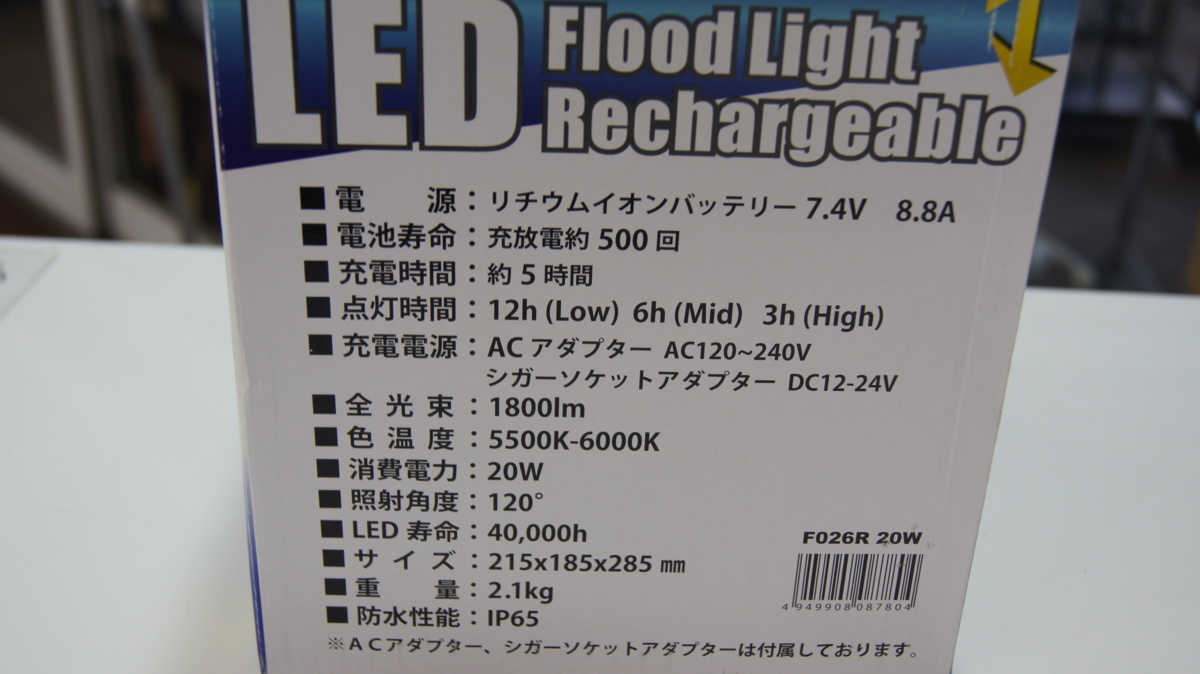 LED Flood Light
Rechargeable
■ 電　源：リチウムイオンバッテリー 7.4V 8.8A
■ 電池寿命：充放電約 500 回
■ 充電時間：約 5 時間
■ 点灯時間：12h (Low) 6h (Mid) 3h (High)
■ 充電電源：AC アダプター AC120~240V
シガーソケットアダプター DC12-24V
■ 全 光 束：1800lm
■ 色 温 度：5500K-6000K
■ 消費電力：20W
■ 照射角度：120°
■ LED 寿命：40,000h
■ サ イ ズ：215x185x285 ㎜
■ 重　量：2.1kg
■ 防水性能：IP65
F026R 20W
4 949908 087804
※ＡＣアダプター、シガーソケットアダプターは付属しております。